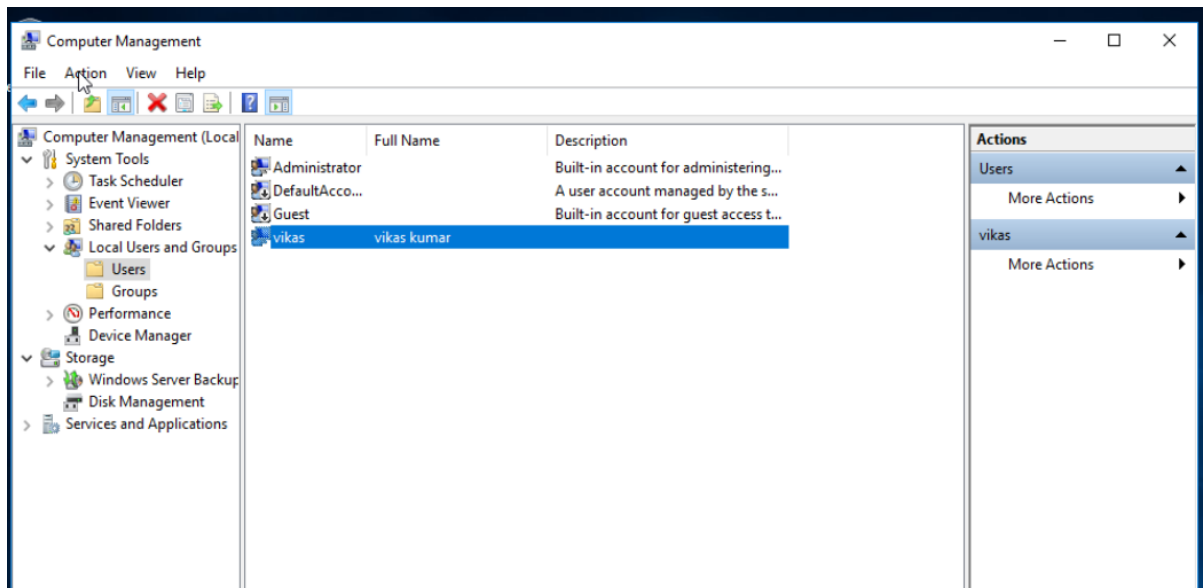 Computer Management
File Action View Help
Computer Management (Local
System Tools
Task Scheduler
Event Viewer
Shared Folders
Local Users and Groups
Users
Groups
Performance
Device Manager
Storage
Windows Server Backup
Disk Management
Services and Applications
Name Full Name Description
Administrator Built-in account for administering...
DefaultAcco... A user account managed by the s...
Guest Built-in account for guest access t...
vikas vikas kumar
Actions
Users
More Actions
vikas
More Actions